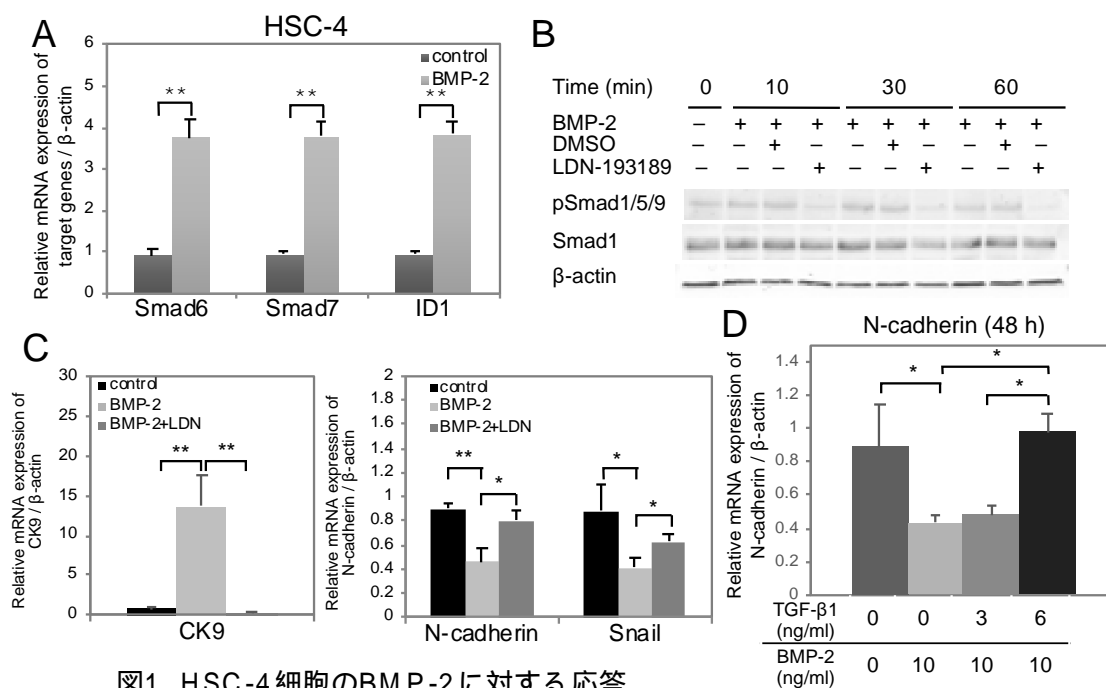 A
HSC-4
Relative mRNA expression of
target genes / β-actin
6
5
4
3
2
1
0
control
BMP-2
** ** **
Smad6 Smad7 ID1
B
Time (min) 0 10 30 60
BMP-2 − + + + + + + + + +
DMSO − − + − − + − − + −
LDN-193189 − − − + − − + − − +
pSmad1/5/9
Smad1
β-actin
C
Relative mRNA expression of
CK9 / β-actin
30
25
20
15
10
5
0
control
BMP-2
BMP-2+LDN
** **
CK9
Relative mRNA expression of
N-cadherin / β-actin
2
1.8
1.6
1.4
1.2
1
0.8
0.6
0.4
0.2
0
control
BMP-2
BMP-2+LDN
** * * *
N-cadherin Snail
D
N-cadherin (48 h)
Relative mRNA expression of
N-cadherin / β-actin
1.4
1.2
1
0.8
0.6
0.4
0.2
0
* * *
TGF-β1
(ng/ml) 0 0 3 6
BMP-2
(ng/ml) 0 10 10 10
図1 HSC-4細胞のBMP-2に対する応答